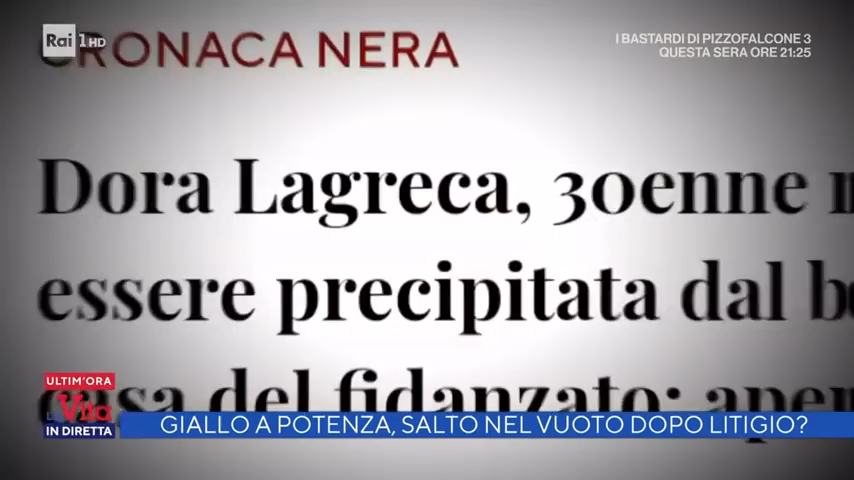 Rai 1 HD
CRONACA NERA
I BASTARDI DI PIZZOFALCONE 3
QUESTA SERA ORE 21:25
Dora Lagreca, 30enne
essere precipitata dal
casa del fidanzato:
ULTIM'ORA
La Vita
IN DIRETTA
GIALLO A POTENZA, SALTO NEL VUOTO DOPO LITIGIO?